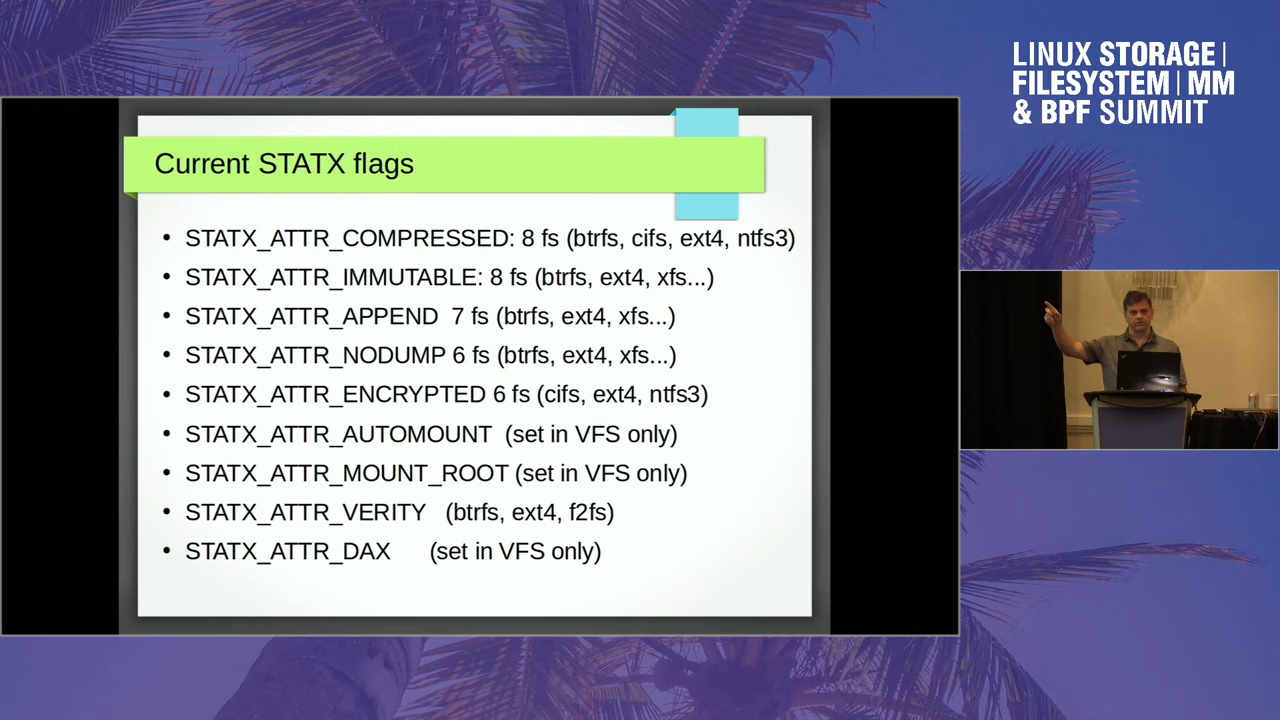 LINUX STORAGE |
FILESYSTEM | MM
& BPF SUMMIT
Current STATX flags
• STATX_ATTR_COMPRESSED: 8 fs (btrfs, cifs, ext4, ntfs3)
• STATX_ATTR_IMMUTABLE: 8 fs (btrfs, ext4, xfs...)
• STATX_ATTR_APPEND 7 fs (btrfs, ext4, xfs...)
• STATX_ATTR_NODUMP 6 fs (btrfs, ext4, xfs...)
• STATX_ATTR_ENCRYPTED 6 fs (cifs, ext4, ntfs3)
• STATX_ATTR_AUTOMOUNT (set in VFS only)
• STATX_ATTR_MOUNT_ROOT (set in VFS only)
• STATX_ATTR_VERITY (btrfs, ext4, f2fs)
• STATX_ATTR_DAX (set in VFS only)